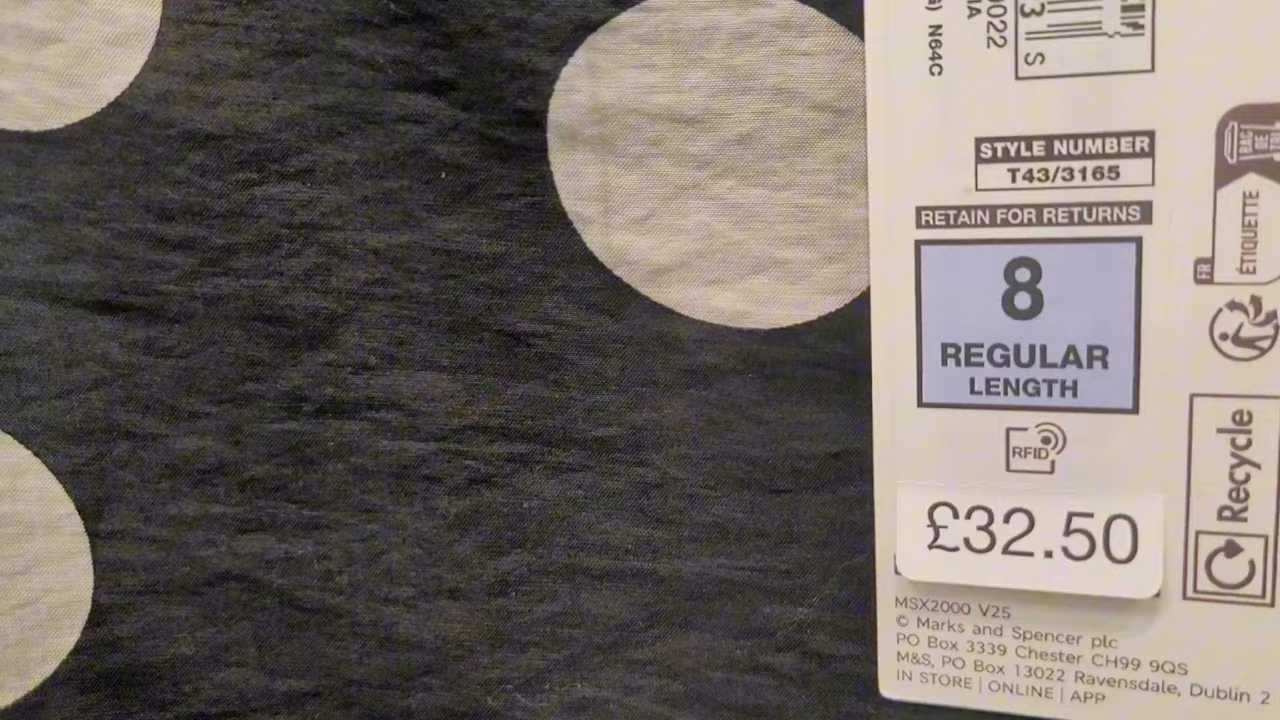 G) N64C
0022
IA
3
S
STYLE NUMBER
T43/3165
RETAIN FOR RETURNS
8
REGULAR
LENGTH
RFID
£32.50
MSX2000 V25
© Marks and Spencer plc
PO Box 3339 Chester CH99 9QS
M&S, PO Box 13022 Ravensdale, Dublin 2
IN STORE | ONLINE | APP
FR
ÉTIQUETTE
Recycle